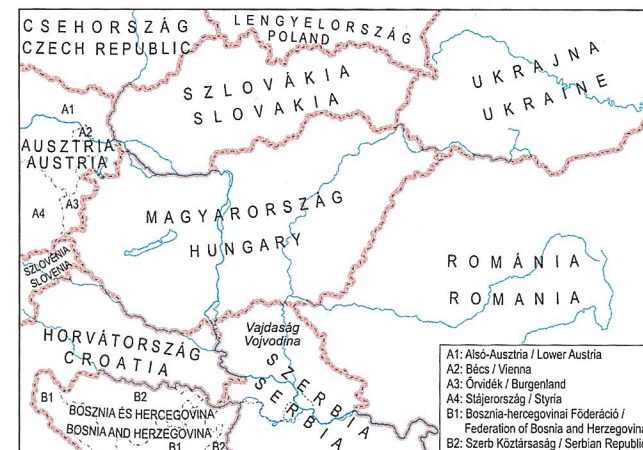 CSEHORSZÁG
CZECH REPUBLIC
LENGYELORSZÁG
POLAND
SZLOVÁKIA
SLOVAKIA
UKRAJNA
UKRAINE
A1
A2
AUSZTRIA
AUSTRIA
A3
A4
MAGYARORSZÁG
HUNGARY
SZLOVÉNIA
SLOVENIA
ROMÁNIA
ROMANIA
HORVÁTORSZÁG
CROATIA
Vajdaság
Vojvodina
SZERBIA
SERBIA
B1
B2
BOSZNIA ÉS HERCEGOVINA
BOSNIA AND HERZEGOVINA
B1
B2
A1: Alsó-Ausztria / Lower Austria
A2: Bécs / Vienna
A3: Őrvidék / Burgenland
A4: Stájerország / Styria
B1: Bosznia-hercegovinai Föderáció /
Federation of Bosnia and Herzegovina
B2: Szerb Köztársaság / Serbian Republic